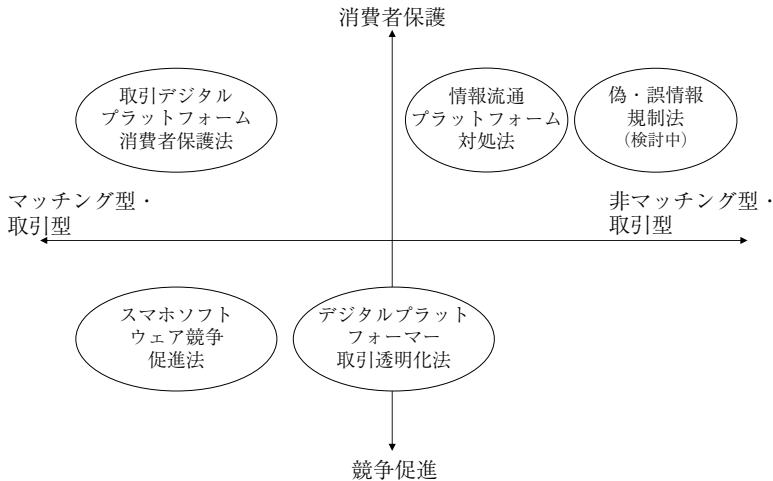 消費者保護
取引デジタル
プラットフォーム
消費者保護法
情報流通
プラットフォーム
対処法
偽・誤情報
規制法
(検討中)
マッチング型・
取引型
非マッチング型・
取引型
スマホソフト
ウェア競争
促進法
デジタルプラット
フォーマー
取引透明化法
競争促進